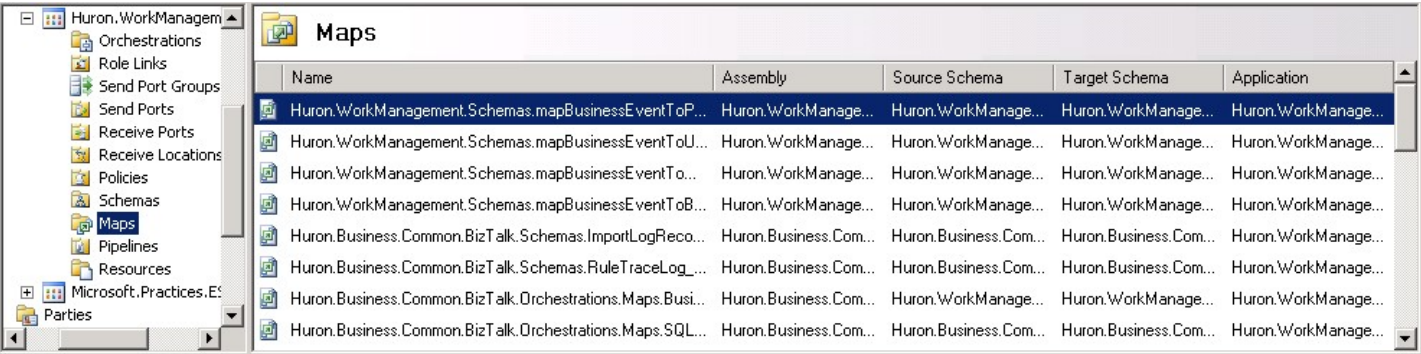 Huron.WorkManagem
Orchestrations
Role Links
Send Port Groups
Send Ports
Receive Ports
Receive Locations
Policies
Schemas
Maps
Pipelines
Resources
Microsoft.Practices.ES
Parties
Maps
Name Assembly Source Schema Target Schema Application
Huron.WorkManagement.Schemas.mapBusinessEventToP... Huron.WorkManage... Huron.WorkManage... Huron.WorkManage... Huron.WorkManage...
Huron.WorkManagement.Schemas.mapBusinessEventToU... Huron.WorkManage... Huron.WorkManage... Huron.WorkManage... Huron.WorkManage...
Huron.WorkManagement.Schemas.mapBusinessEventTo... Huron.WorkManage... Huron.WorkManage... Huron.WorkManage... Huron.WorkManage...
Huron.WorkManagement.Schemas.mapBusinessEventToB... Huron.WorkManage... Huron.WorkManage... Huron.WorkManage... Huron.WorkManage...
Huron.Business.Common.BizTalk.Schemas.ImportLogReco... Huron.Business.Com... Huron.Business.Com... Huron.Business.Com... Huron.WorkManage...
Huron.Business.Common.BizTalk.Schemas.RuleTraceLog_... Huron.Business.Com... Huron.Business.Com... Huron.Business.Com... Huron.WorkManage...
Huron.Business.Common.BizTalk.Orchestrations.Maps.Busi... Huron.Business.Com... Huron.WorkManage... Huron.WorkManage... Huron.WorkManage...
Huron.Business.Common.BizTalk.Orchestrations.Maps.SQL... Huron.Business.Com... Huron.Business.Com... Huron.Business.Com... Huron.WorkManage...